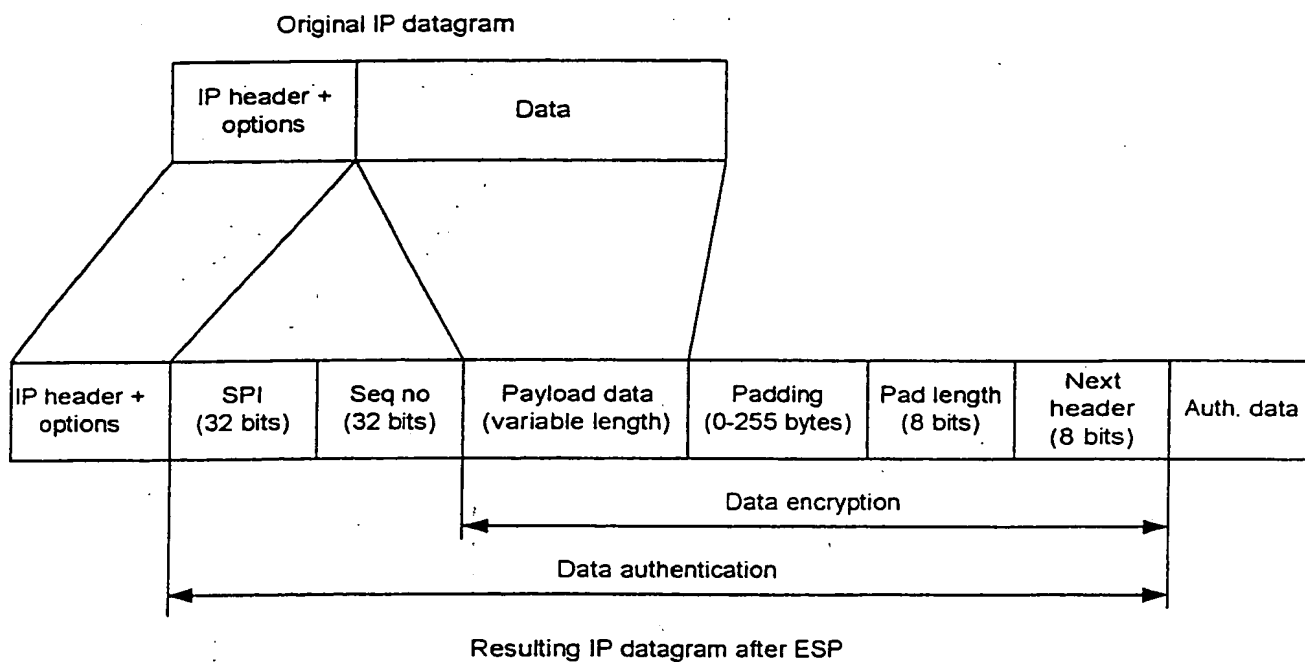 Original IP datagram
IP header +
options
Data
IP header +
options
SPI
(32 bits)
Seq no
(32 bits)
Payload data
(variable length)
Padding
(0-255 bytes)
Pad length
(8 bits)
Next
header
(8 bits)
Auth. data
Data encryption
Data authentication
Resulting IP datagram after ESP